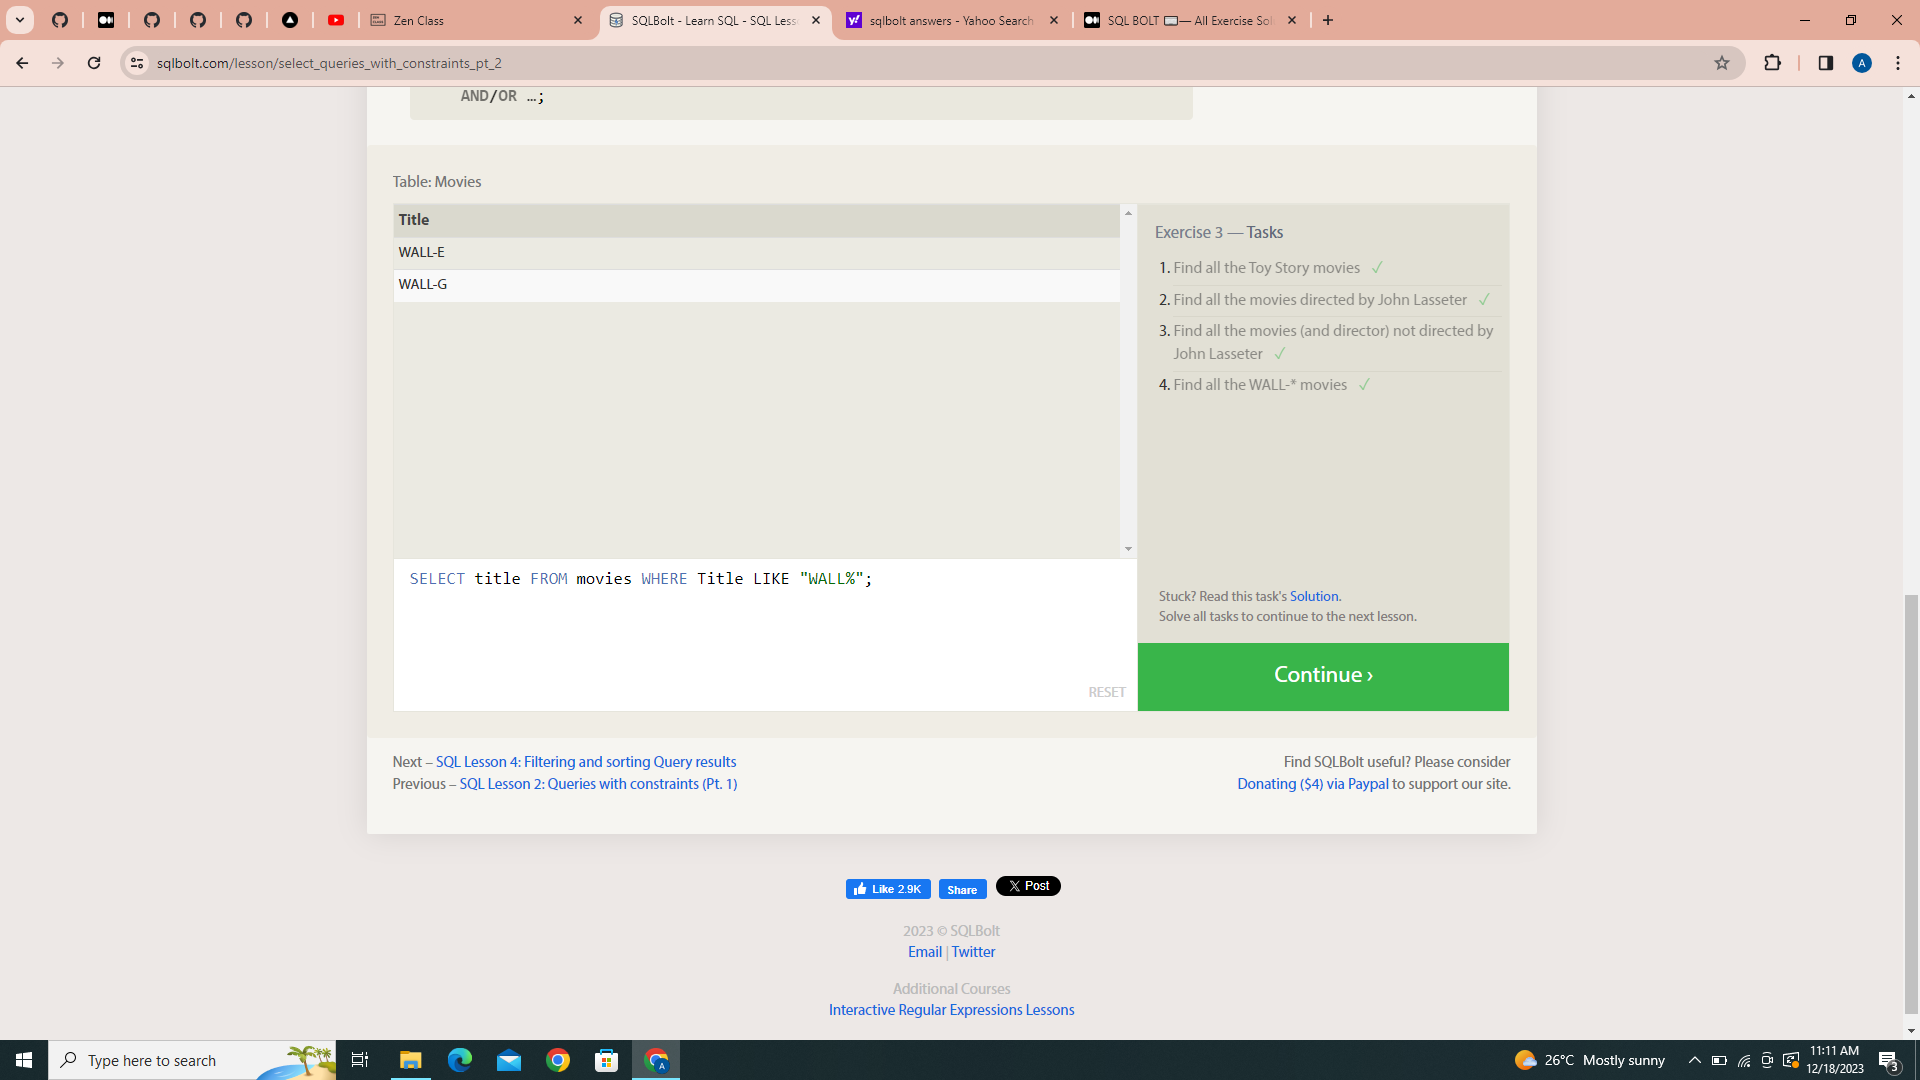 Zen Class
SQLBolt - Learn SQL - SQL Less
sqlbolt answers - Yahoo Search
SQL BOLT — All Exercise Sol
sqlbolt.com/lesson/select_queries_with_constraints_pt_2
A
AND/OR …;
Table: Movies
Title
WALL-E
WALL-G
Exercise 3 — Tasks
1. Find all the Toy Story movies ✓
2. Find all the movies directed by John Lasseter ✓
3. Find all the movies (and director) not directed by
John Lasseter ✓
4. Find all the WALL-* movies ✓
SELECT title FROM movies WHERE Title LIKE "WALL%";
RESET
Stuck? Read this task's Solution.
Solve all tasks to continue to the next lesson.
Continue ›
Next – SQL Lesson 4: Filtering and sorting Query results
Previous – SQL Lesson 2: Queries with constraints (Pt. 1)
Find SQLBolt useful? Please consider
Donating ($4) via Paypal to support our site.
Like 2.9K
Share
X Post
2023 © SQLBolt
Email | Twitter
Additional Courses
Interactive Regular Expressions Lessons
Type here to search
A
26°C Mostly sunny
11:11 AM
12/18/2023
3